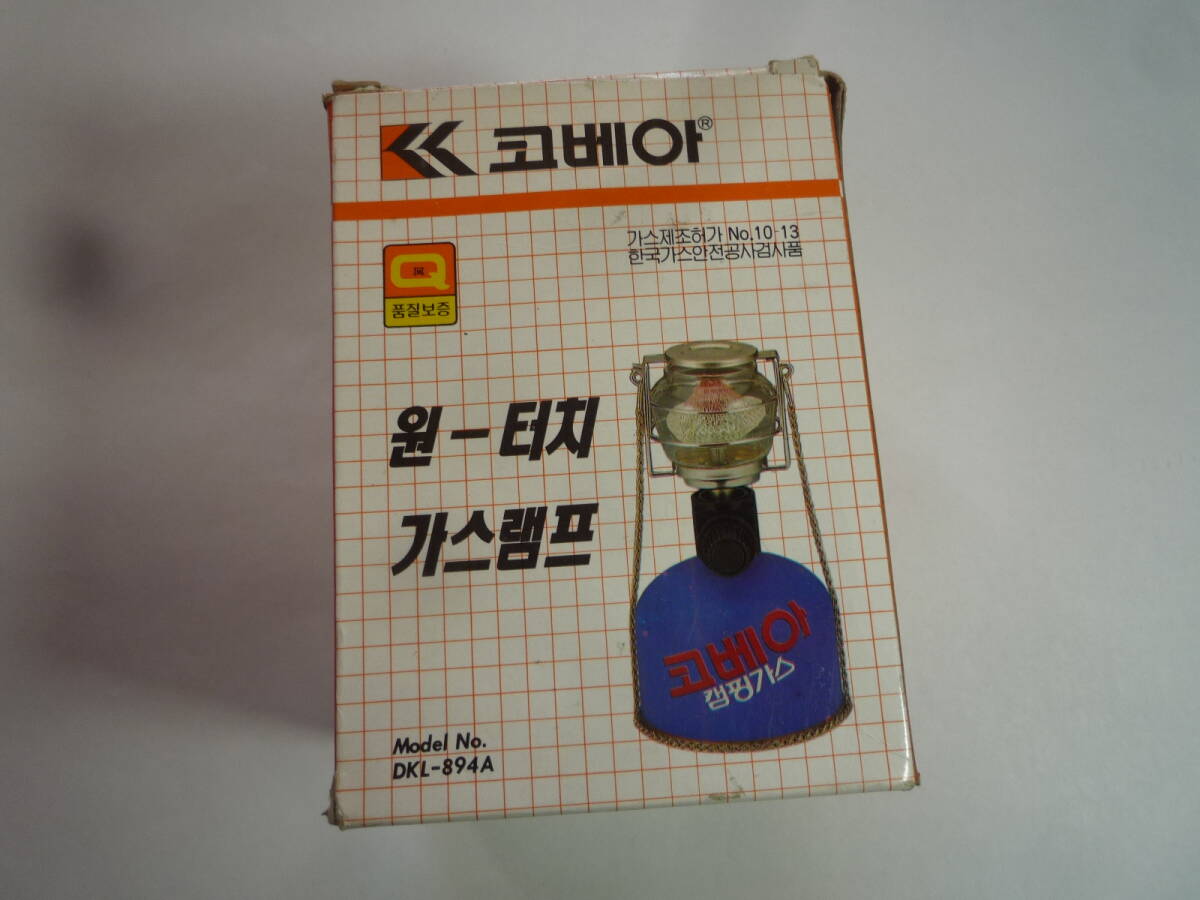 코베아®
가스제조허가 No.10-13
한국가스안전공사검사품
Q
품질보증
원-터치
가스램프
코베아
캠핑가스
Model No.
DKL-894A